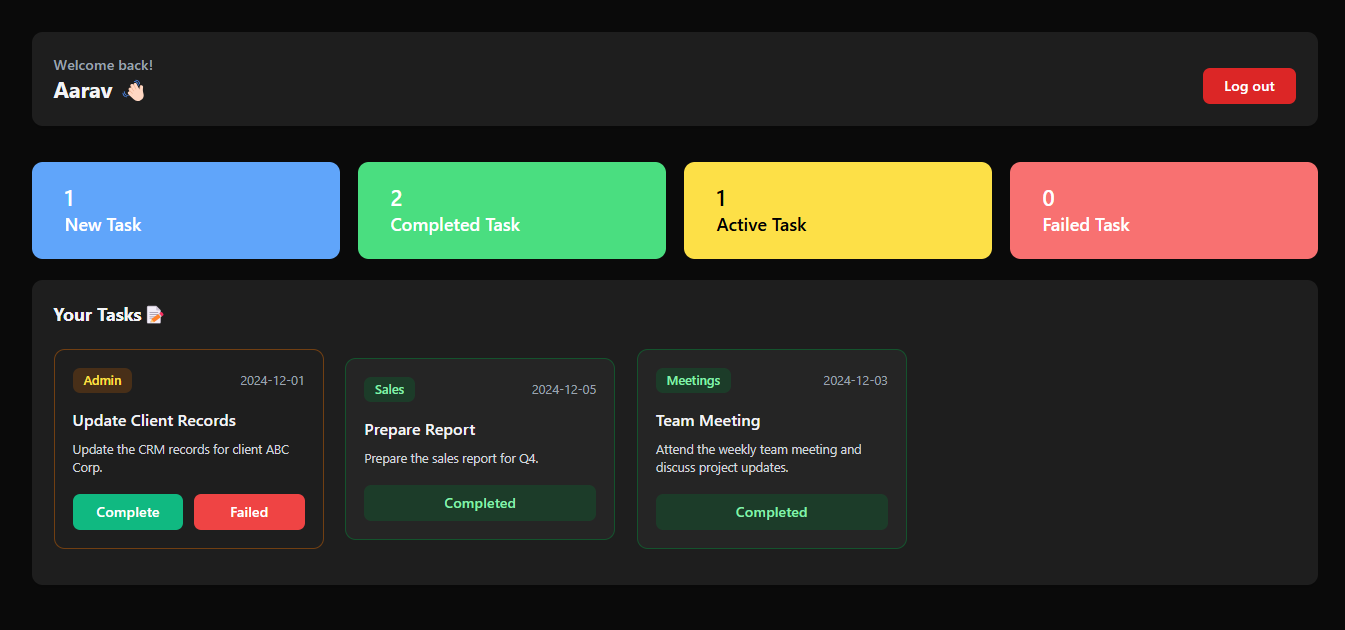 Welcome back!
Aarav 👋🏻
Log out
1
New Task
2
Completed Task
1
Active Task
0
Failed Task
Your Tasks 📝
Admin
2024-12-01
Update Client Records
Update the CRM records for client ABC
Corp.
Complete
Failed
Sales
2024-12-05
Prepare Report
Prepare the sales report for Q4.
Completed
Meetings
2024-12-03
Team Meeting
Attend the weekly team meeting and
discuss project updates.
Completed